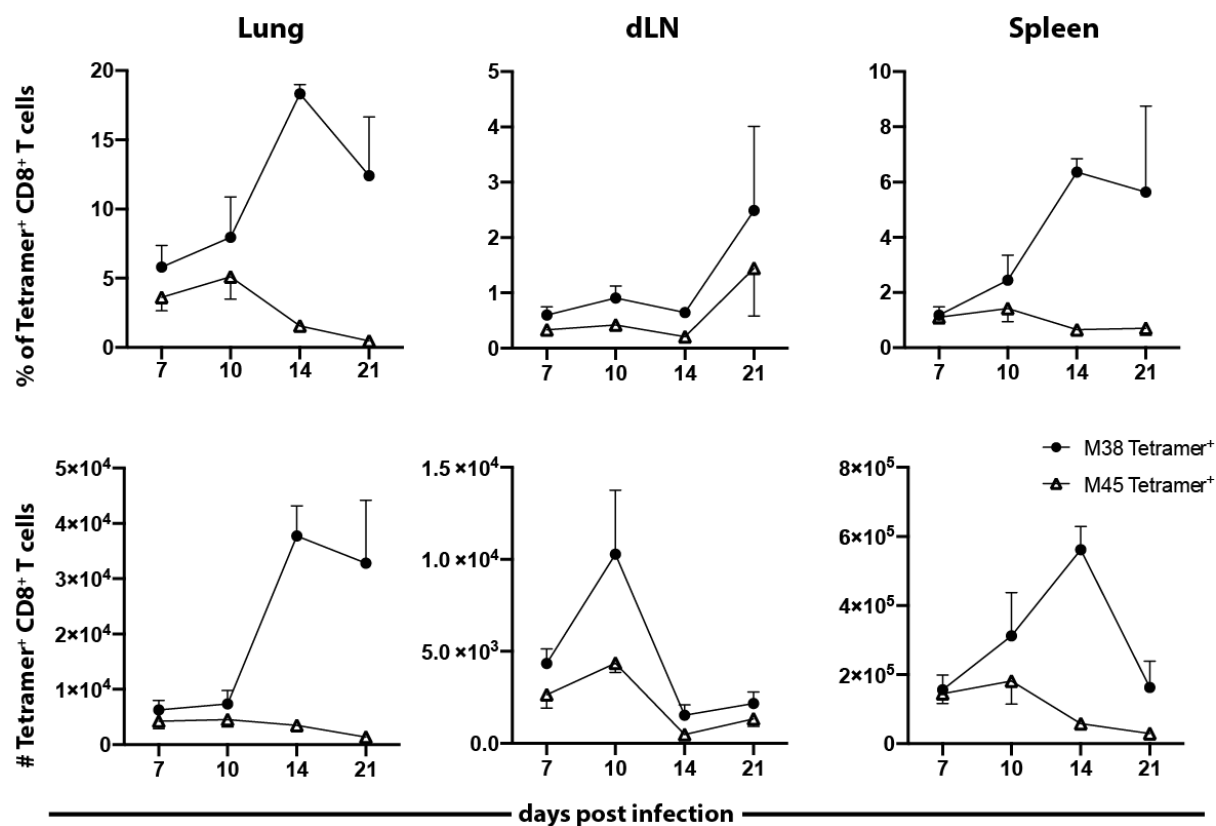 Lung dLN Spleen
% of Tetramer⁺ CD8⁺ T cells
20
15
10
5
0
7 10 14 21
5
4
3
2
1
0
7 10 14 21
10
8
6
4
2
0
7 10 14 21
# Tetramer⁺ CD8⁺ T cells
5×10⁴
4×10⁴
3×10⁴
2×10⁴
1×10⁴
0
7 10 14 21
1.5 ×10⁴
1.0 ×10⁴
5.0 ×10³
0.0
7 10 14 21
M38 Tetramer⁺
M45 Tetramer⁺
8×10⁵
6×10⁵
4×10⁵
2×10⁵
0
7 10 14 21
days post infection